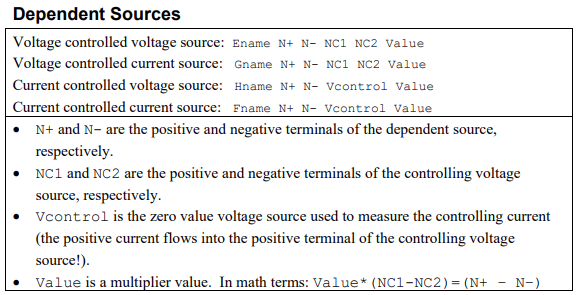 Dependent Sources
Voltage controlled voltage source: Ename N+ N- NC1 NC2 Value
Voltage controlled current source: Gname N+ N- NC1 NC2 Value
Current controlled voltage source: Hname N+ N- Vcontrol Value
Current controlled current source: Fname N+ N- Vcontrol Value
• N+ and N- are the positive and negative terminals of the dependent source,
respectively.
• NC1 and NC2 are the positive and negative terminals of the controlling voltage
source, respectively.
• Vcontrol is the zero value voltage source used to measure the controlling current
(the positive current flows into the positive terminal of the controlling voltage
source!).
• Value is a multiplier value. In math terms: Value*(NC1-NC2)=(N+ - N-)